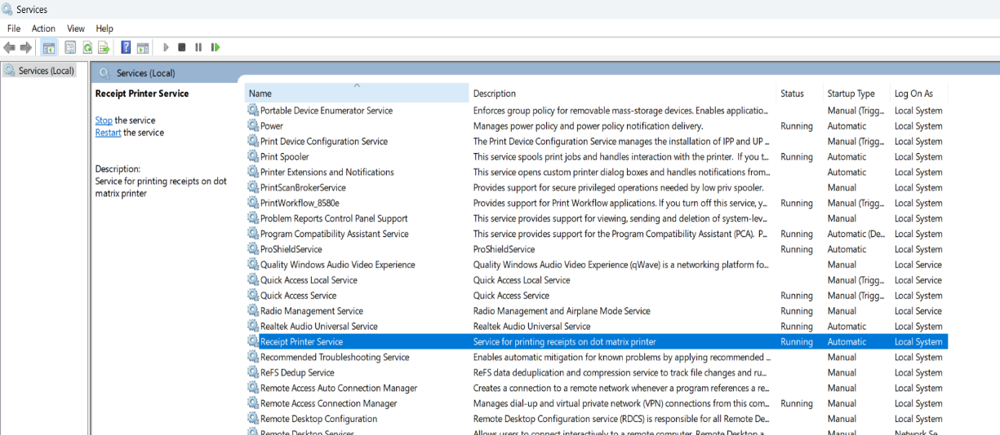 Services
File Action View Help
Services (Local)
Services (Local)
Receipt Printer Service
Stop the service
Restart the service
Description:
Service for printing receipts on dot
matrix printer
Name Description Status Startup Type Log On As
Portable Device Enumerator Service Enforces group policy for removable mass-storage devices. Enables applicatio... Manual (Trigg... Local System
Power Manages power policy and power policy notification delivery. Running Automatic Local System
Print Device Configuration Service The Print Device Configuration Service manages the installation of IPP and UP ... Manual (Trigg... Local System
Print Spooler This service spools print jobs and handles interaction with the printer. If you t... Running Automatic Local System
Printer Extensions and Notifications This service opens custom printer dialog boxes and handles notifications from... Automatic Local System
PrintScanBrokerService Provides support for secure privileged operations needed by low priv spooler. Manual Local System
PrintWorkflow_8580e Provides support for Print Workflow applications. If you turn off this service, y... Running Manual (Trigg... Local System
Problem Reports Control Panel Support This service provides support for viewing, sending and deletion of system-lev... Manual Local System
Program Compatibility Assistant Service This service provides support for the Program Compatibility Assistant (PCA). P... Running Automatic (De... Local System
ProShieldService ProShieldService Running Automatic Local System
Quality Windows Audio Video Experience Quality Windows Audio Video Experience (qWave) is a networking platform fo... Manual Local Service
Quick Access Local Service Quick Access Local Service Manual (Trigg... Local Service
Quick Access Service Quick Access Service Running Manual (Trigg... Local System
Radio Management Service Radio Management and Airplane Mode Service Running Manual Local Service
Realtek Audio Universal Service Realtek Audio Universal Service Running Automatic Local System
Receipt Printer Service Service for printing receipts on dot matrix printer Running Automatic Local System
Recommended Troubleshooting Service Enables automatic mitigation for known problems by applying recommended ... Manual Local System
ReFS Dedup Service ReFS data deduplication and compression service to track file changes and ru... Manual Local System
Remote Access Auto Connection Manager Creates a connection to a remote network whenever a program references a re... Manual Local System
Remote Access Connection Manager Manages dial-up and virtual private network (VPN) connections from this com... Running Manual Local System
Remote Desktop Configuration Remote Desktop Configuration service (RDCS) is responsible for all Remote De... Manual Local System
Remote Desktop Services Allows users to connect interactively to a remote computer. Remote Desktop a... Manual Network Se...